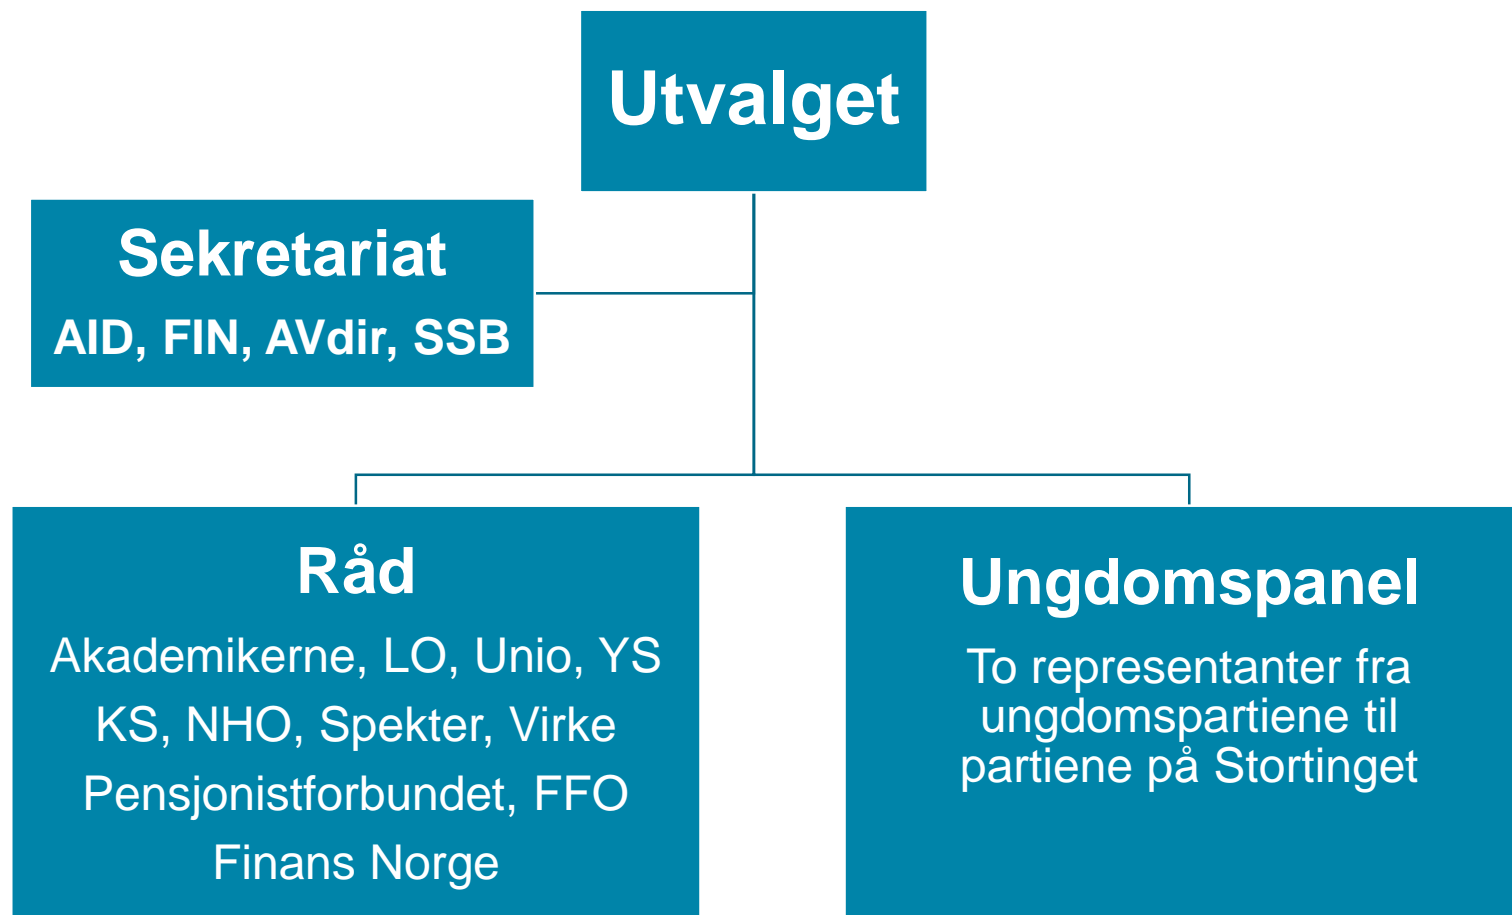 Utvalget
Sekretariat
AID, FIN, AVdir, SSB
Råd
Akademikerne, LO, Unio, YS
KS, NHO, Spekter, Virke
Pensjonistforbundet, FFO
Finans Norge
Ungdomspanel
To representanter fra
ungdomspartiene til
partiene på Stortinget